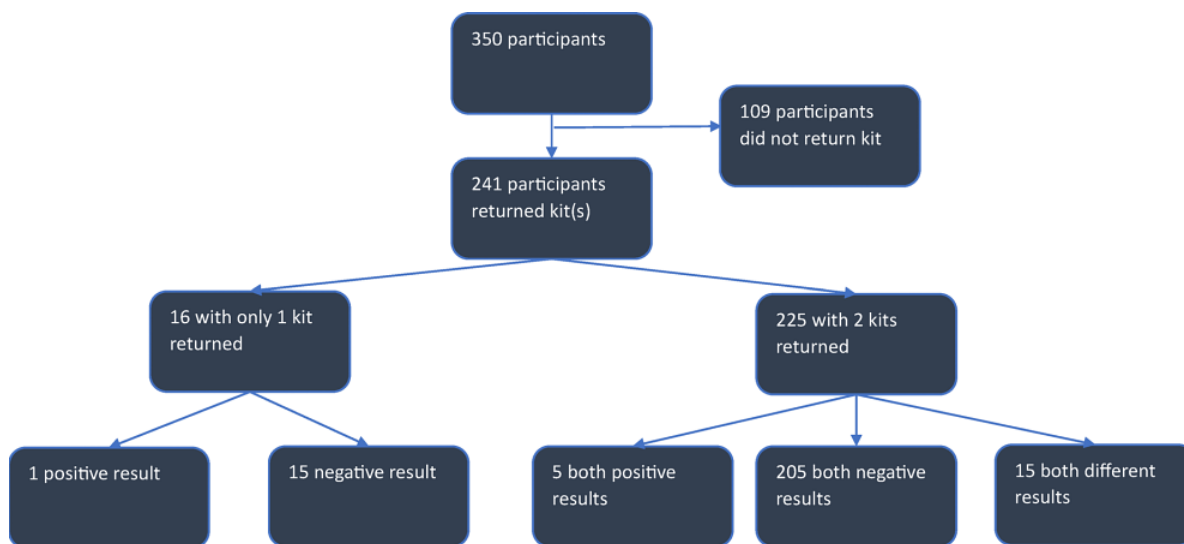 350 participants
109 participants
did not return kit
241 participants
returned kit(s)
16 with only 1 kit
returned
225 with 2 kits
returned
1 positive result
15 negative result
5 both positive
results
205 both negative
results
15 both different
results